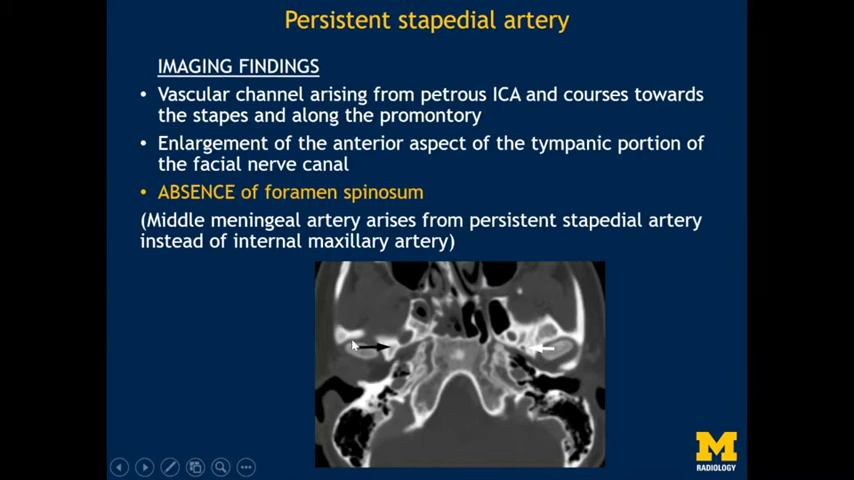 Persistent stapedial artery
IMAGING FINDINGS
• Vascular channel arising from petrous ICA and courses towards
the stapes and along the promontory
• Enlargement of the anterior aspect of the tympanic portion of
the facial nerve canal
• ABSENCE of foramen spinosum
(Middle meningeal artery arises from persistent stapedial artery
instead of internal maxillary artery)
M
RADIOLOGY